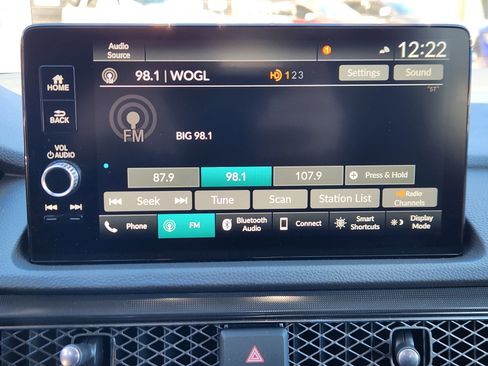 Audio
Source
1
12:22
HOME
98.1 | WOGL
HD 1 2 3
Settings
Sound
"ST"
BACK
FM
BIG 98.1
VOL
AUDIO
87.9
98.1
107.9
Press & Hold
Seek
Tune
Scan
Station List
HD Radio
Channels
Phone
FM
Bluetooth
Audio
Connect
Smart
Shortcuts
Display
Mode